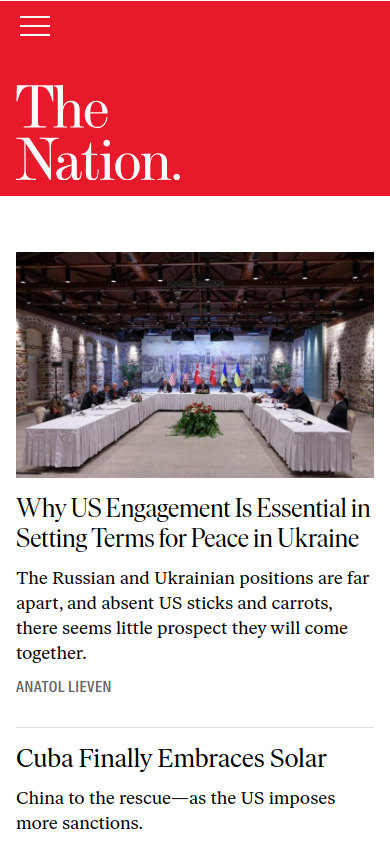 The
Nation.
Why US Engagement Is Essential in
Setting Terms for Peace in Ukraine
The Russian and Ukrainian positions are far
apart, and absent US sticks and carrots,
there seems little prospect they will come
together.
ANATOL LIEVEN
Cuba Finally Embraces Solar
China to the rescue—as the US imposes
more sanctions.